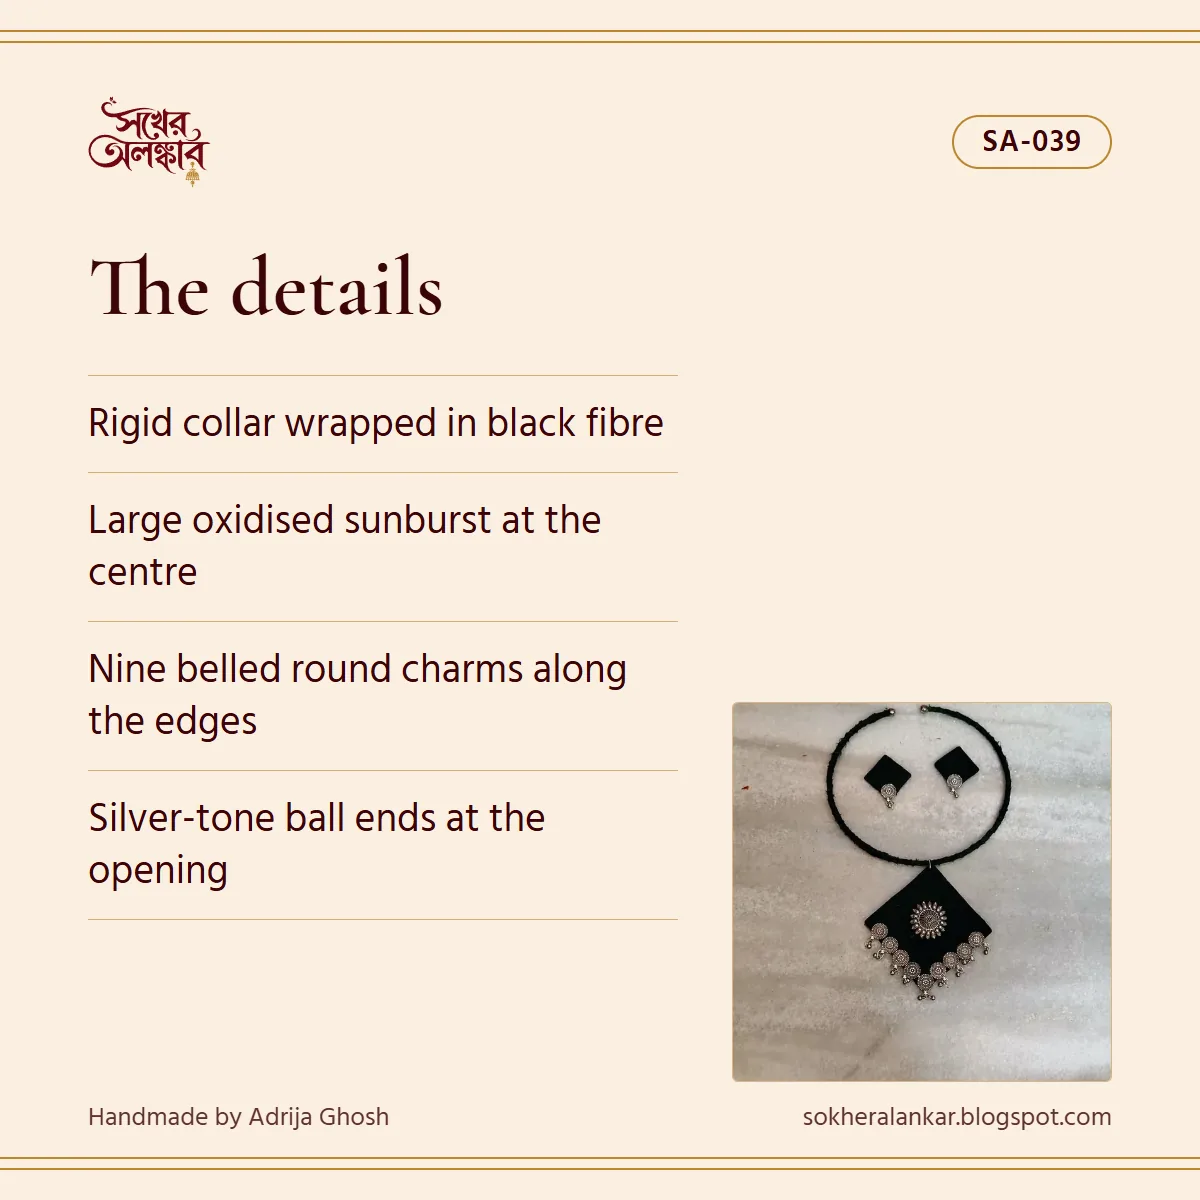 সখের
অলঙ্কার
SA-039
The details
Rigid collar wrapped in black fibre
Large oxidised sunburst at the
centre
Nine belled round charms along
the edges
Silver-tone ball ends at the
opening
Handmade by Adrija Ghosh
sokheralankar.blogspot.com